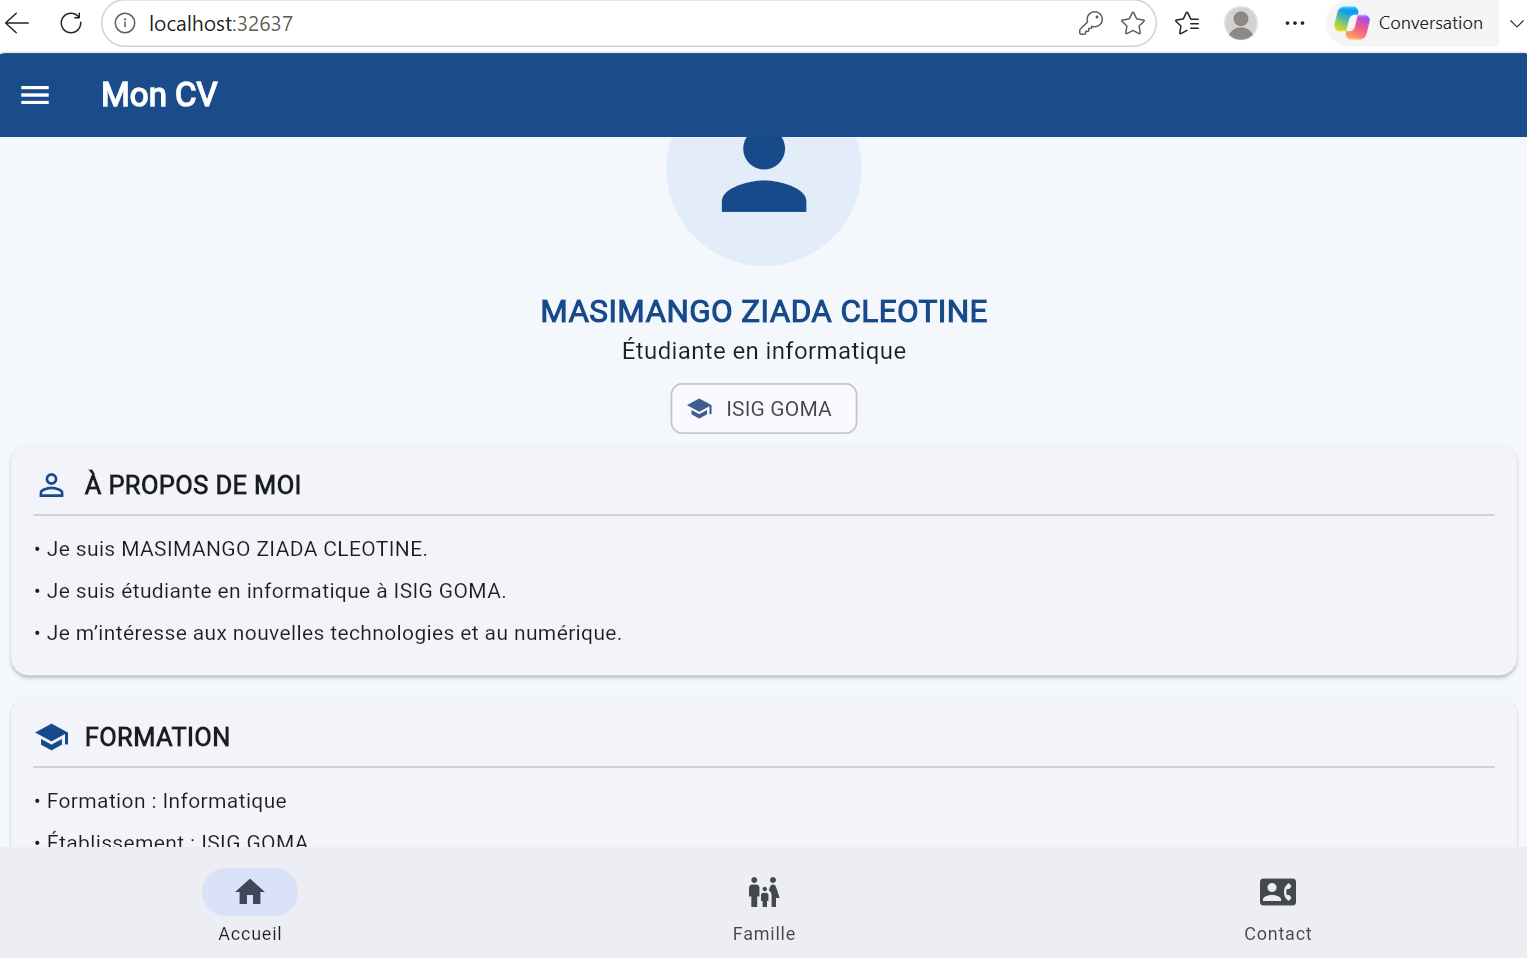 localhost:32637
Conversation
Mon CV
MASIMANGO ZIADA CLEOTINE
Étudiante en informatique
ISIG GOMA
À PROPOS DE MOI
• Je suis MASIMANGO ZIADA CLEOTINE.
• Je suis étudiante en informatique à ISIG GOMA.
• Je m’intéresse aux nouvelles technologies et au numérique.
FORMATION
• Formation : Informatique
• Établissement : ISIG GOMA
Accueil
Famille
Contact